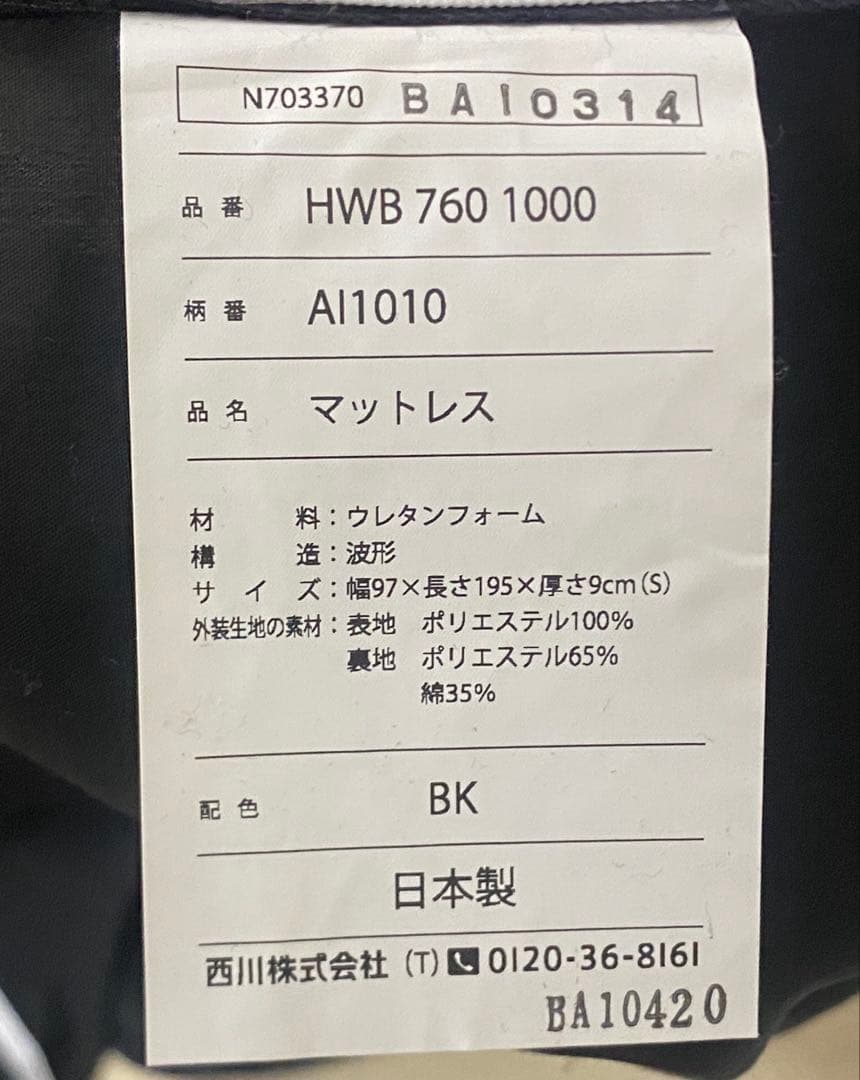 N703370 BA10314
品番 HWB 760 1000
柄番 AI1010
品名 マットレス
材料：ウレタンフォーム
構造：波形
サイズ：幅97×長さ195×厚さ9cm（S）
外装生地の素材：表地 ポリエステル100%
裏地 ポリエステル65%
綿35%
配色 BK
日本製
西川株式会社 (T) 0120-36-8161
BA10420